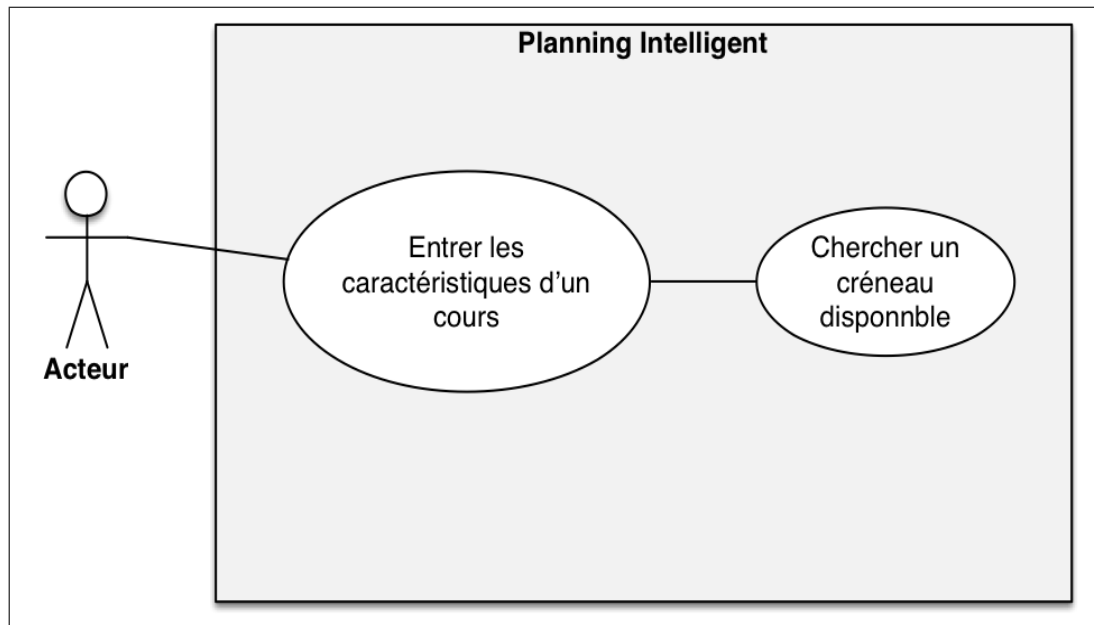 Planning Intelligent
Entrer les
caractéristiques d'un
cours
Chercher un
créneau
disponnble
Acteur